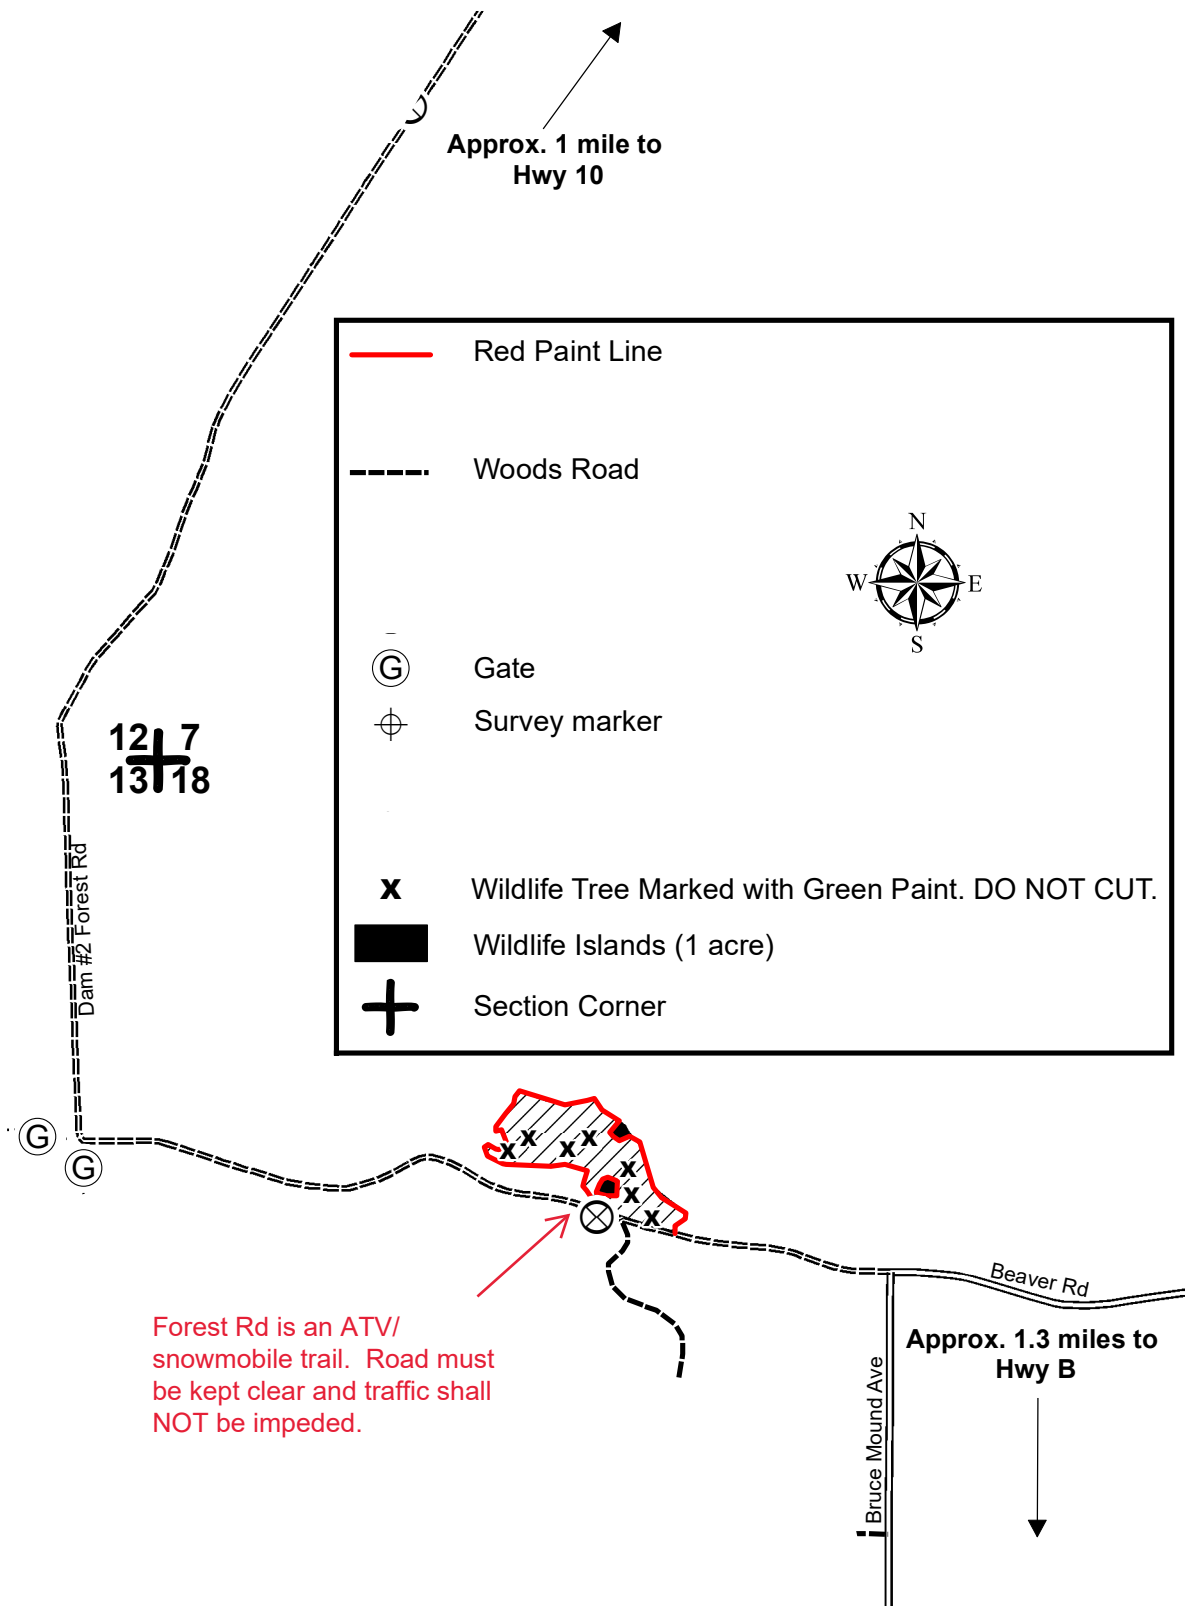 Approx. 1 mile to
Hwy 10
Red Paint Line
Woods Road
N
W
E
S
G
Gate
Survey marker
12 7
13 18
Dam #2 Forest Rd
x
Wildlife Tree Marked with Green Paint. DO NOT CUT.
Wildlife Islands (1 acre)
Section Corner
G
G
x
x
x
x
x
x
x
Beaver Rd
Forest Rd is an ATV/
snowmobile trail. Road must
be kept clear and traffic shall
NOT be impeded.
Approx. 1.3 miles to
Hwy B
Bruce Mound Ave